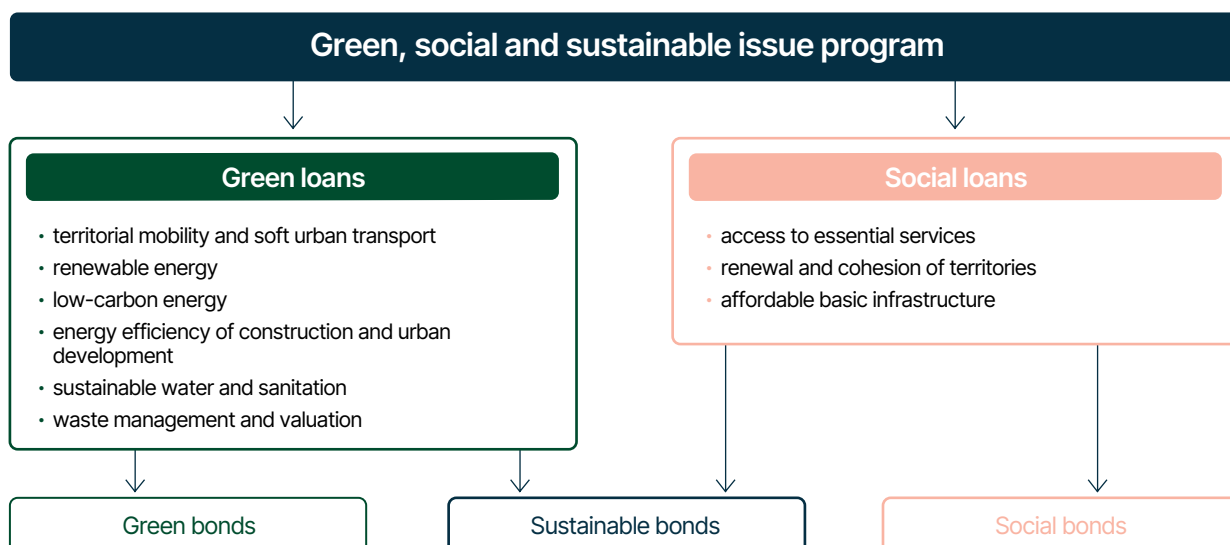 Green, social and sustainable issue program
Green loans
• territorial mobility and soft urban transport
• renewable energy
• low-carbon energy
• energy efficiency of construction and urban
development
• sustainable water and sanitation
• waste management and valuation
Social loans
• access to essential services
• renewal and cohesion of territories
• affordable basic infrastructure
Green bonds
Sustainable bonds
Social bonds